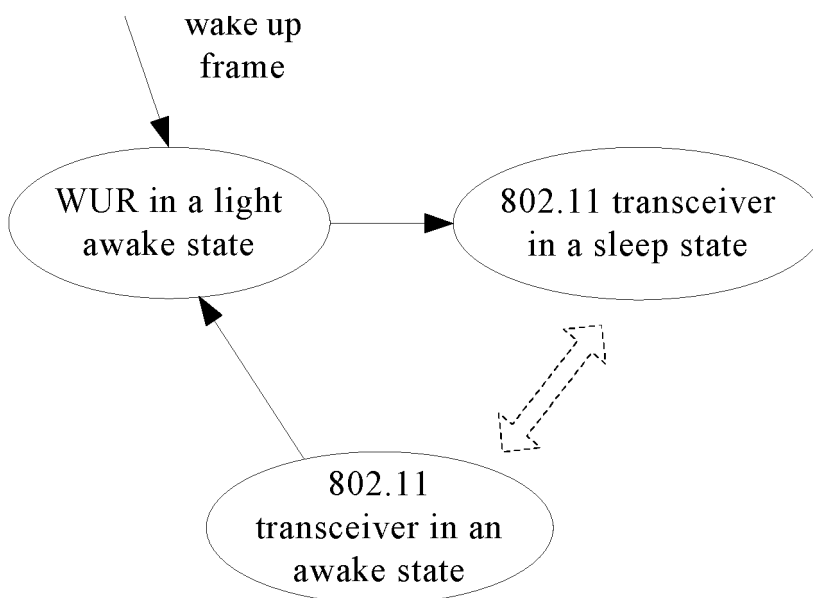 wake up
frame
WUR in a light
awake state
802.11 transceiver
in a sleep state
802.11
transceiver in an
awake state